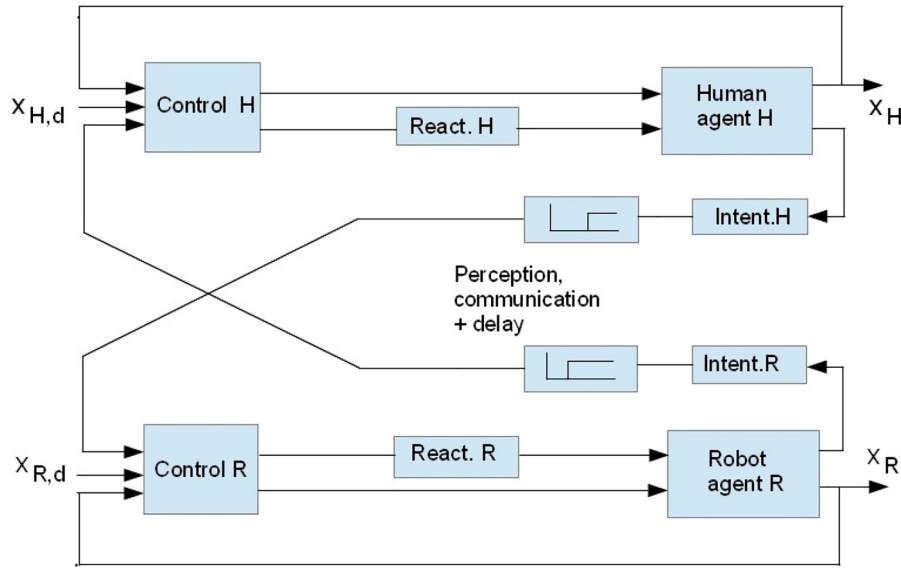 X H,d
Control H
React. H
Human
agent H
X H
Intent.H
Perception,
communication
+ delay
Intent.R
X R,d
Control R
React. R
Robot
agent R
X R